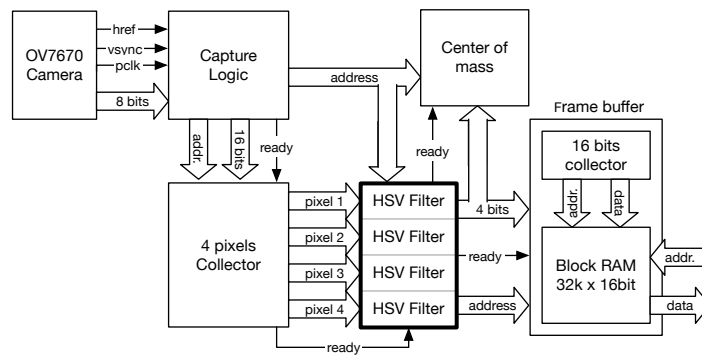 OV7670
Camera
href
vsync
pclk
8 bits
Capture
Logic
address
Center of
mass
addr.
16 bits
ready
ready
4 pixels
Collector
pixel 1
pixel 2
pixel 3
pixel 4
HSV Filter
HSV Filter
HSV Filter
HSV Filter
4 bits
ready
address
ready
Frame buffer
16 bits
collector
addr.
data
Block RAM
32k x 16bit
addr.
data